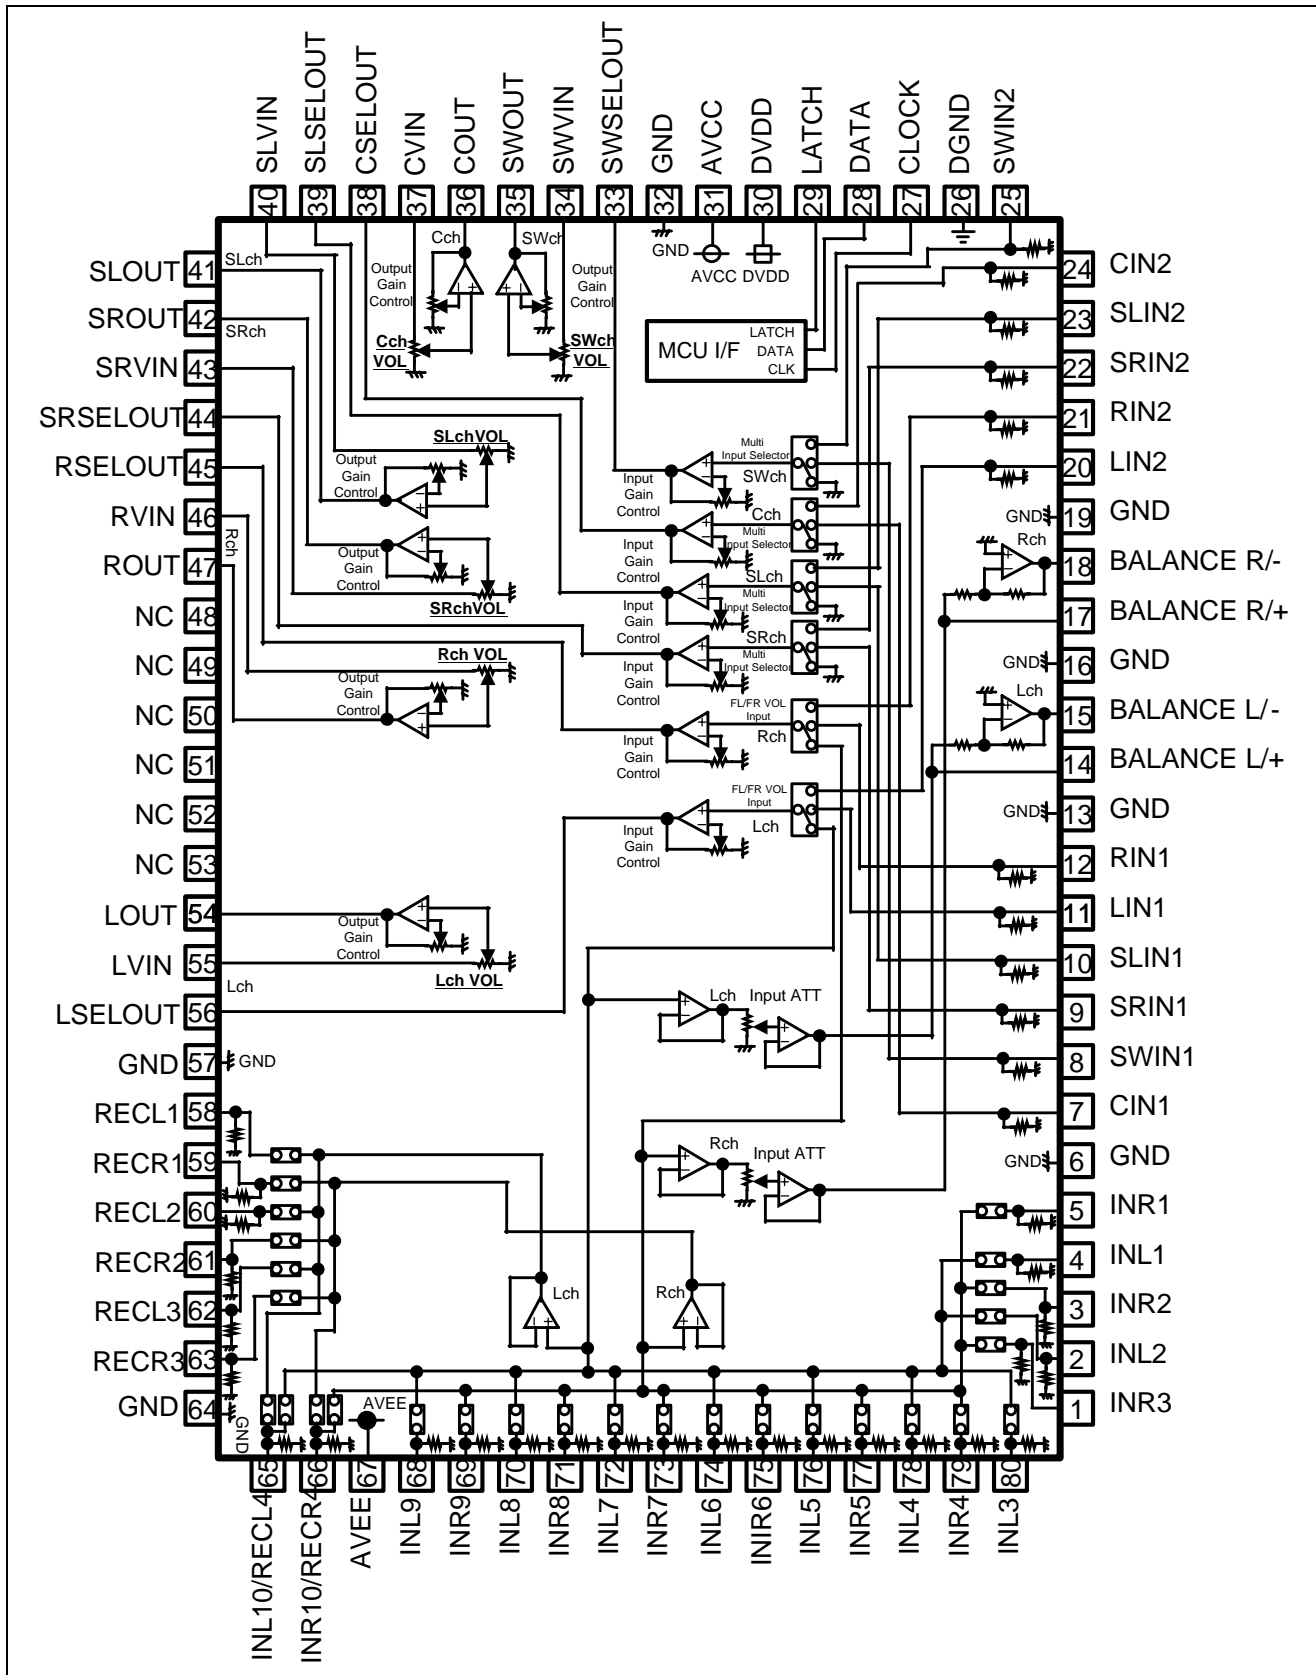 SLVIN
SLSELOUT
CSELOUT
CVIN
COUT
SWOUT
SWVIN
SWSELOUT
GND
AVCC
DVDD
LATCH
DATA
CLOCK
DGND
SWIN2
40
39
38
37
36
35
34
33
32
31
30
29
28
27
26
25
SLOUT 41
SROUT 42
SRVIN 43
SRSELOUT 44
RSELOUT 45
RVIN 46
ROUT 47
NC 48
NC 49
NC 50
NC 51
NC 52
NC 53
LOUT 54
LVIN 55
LSELOUT 56
GND 57
RECL1 58
RECR1 59
RECL2 60
RECR2 61
RECL3 62
RECR3 63
GND 64
24 CIN2
23 SLIN2
22 SRIN2
21 RIN2
20 LIN2
19 GND
18 BALANCE R/-
17 BALANCE R/+
16 GND
15 BALANCE L/-
14 BALANCE L/+
13 GND
12 RIN1
11 LIN1
10 SLIN1
9 SRIN1
8 SWIN1
7 CIN1
6 GND
5 INR1
4 INL1
3 INR2
2 INL2
1 INR3
SLch
SRch
Rch
Lch
GND
GND
Cch
Output
Gain
Control
Cch
VOL
SWch
Output
Gain
Control
SWch
VOL
GND
AVCC DVDD
MCU I/F
LATCH
DATA
CLK
SLchVOL
Output
Gain
Control
Output
Gain
Control
SRchVOL
Rch VOL
Output
Gain
Control
Output
Gain
Control
Lch VOL
Multi
Input Selector
SWch
Input
Gain
Control
Cch
Multi
Input Selector
Input
Gain
Control
SLch
Multi
Input Selector
Input
Gain
Control
SRch
Multi
Input Selector
Input
Gain
Control
FL/FR VOL
Input
Rch
Input
Gain
Control
FL/FR VOL
Input
Lch
Input
Gain
Control
GND
Rch
GND
Lch
GND
GND
Lch
Input ATT
Rch
Input ATT
Lch
Rch
AVEE
65
66
67
68
69
70
71
72
73
74
75
76
77
78
79
80
INL10/RECL4
INR10/RECR4
AVEE
INL9
INR9
INL8
INR8
INL7
INR7
INL6
INIR6
INL5
INR5
INL4
INR4
INL3